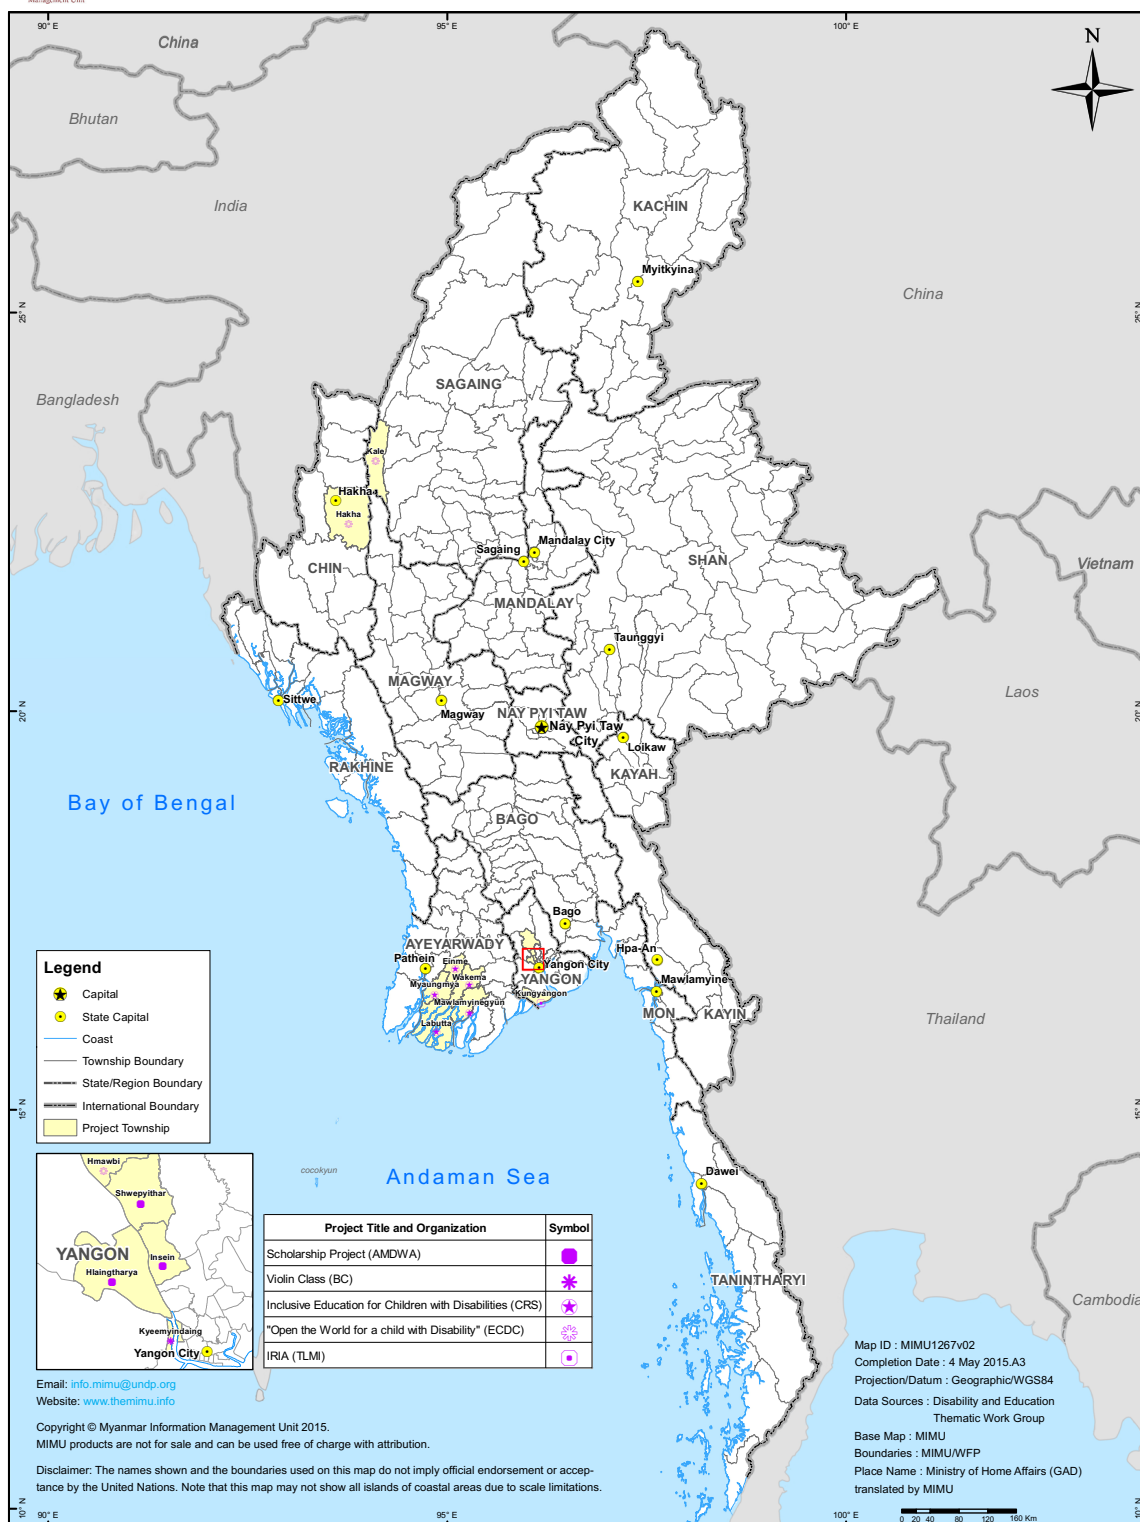 Management Unit
90° E
95° E
100° E
China
N
Bhutan
India
KACHIN
Myitkyina
China
25° N
25° N
SAGAING
Bangladesh
Kale
Hakha
Hakha
Mandalay City
Sagaing
SHAN
CHIN
Vietnam
MANDALAY
Taunggyi
MAGWAY
Laos
Sittwe
Magway
NAY PYI TAW
20° N
20° N
Nay Pyi Taw
City
Loikaw
RAKHINE
KAYAH
Bay of Bengal
BAGO
Bago
AYEYARWADY
Hpa-An
Pathein
Einme
Yangon City
Wakema
YANGON
Myaungmya
Mawlamyine
Kungyangon
Mawlamyinegyun
MON
KAYIN
Labutta
Thailand
Legend
Capital
State Capital
Coast
Township Boundary
State/Region Boundary
International Boundary
Project Township
15° N
15° N
Hmawbi
Shwepyithar
YANGON
Insein
Hlaingtharya
Kyeemyindaing
Yangon City
cocokyun
Andaman Sea
Dawei
TANINTHARYI
Cambodia
Project Title and Organization Symbol
Scholarship Project (AMDWA)
Violin Class (BC)
Inclusive Education for Children with Disabilities (CRS)
"Open the World for a child with Disability" (ECDC)
IRIA (TLMI)
Email: info.mimu@undp.org
Website: www.themimu.info
Copyright © Myanmar Information Management Unit 2015.
MIMU products are not for sale and can be used free of charge with attribution.
Disclaimer: The names shown and the boundaries used on this map do not imply official endorsement or accep-
tance by the United Nations. Note that this map may not show all islands of coastal areas due to scale limitations.
Map ID : MIMU1267v02
Completion Date : 4 May 2015.A3
Projection/Datum : Geographic/WGS84
Data Sources : Disability and Education
Thematic Work Group
Base Map : MIMU
Boundaries : MIMU/WFP
Place Name : Ministry of Home Affairs (GAD)
translated by MIMU
0 20 40 80 120 160 Km
10° N
10° N
90° E
95° E
100° E